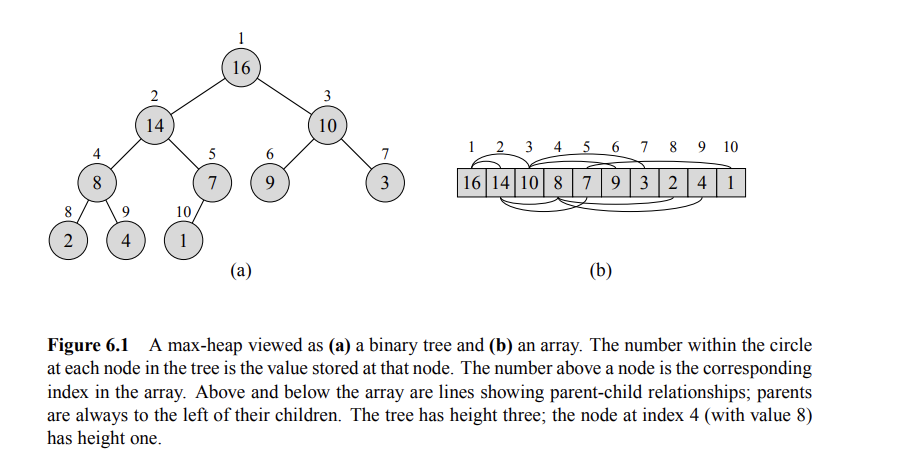 1
16
2 3
14 10
4 5 6 7
8 7 9 3
8 9 10
2 4 1
(a)
1 2 3 4 5 6 7 8 9 10
16 14 10 8 7 9 3 2 4 1
(b)
Figure 6.1 A max-heap viewed as (a) a binary tree and (b) an array. The number within the circle
at each node in the tree is the value stored at that node. The number above a node is the corresponding
index in the array. Above and below the array are lines showing parent-child relationships; parents
are always to the left of their children. The tree has height three; the node at index 4 (with value 8)
has height one.